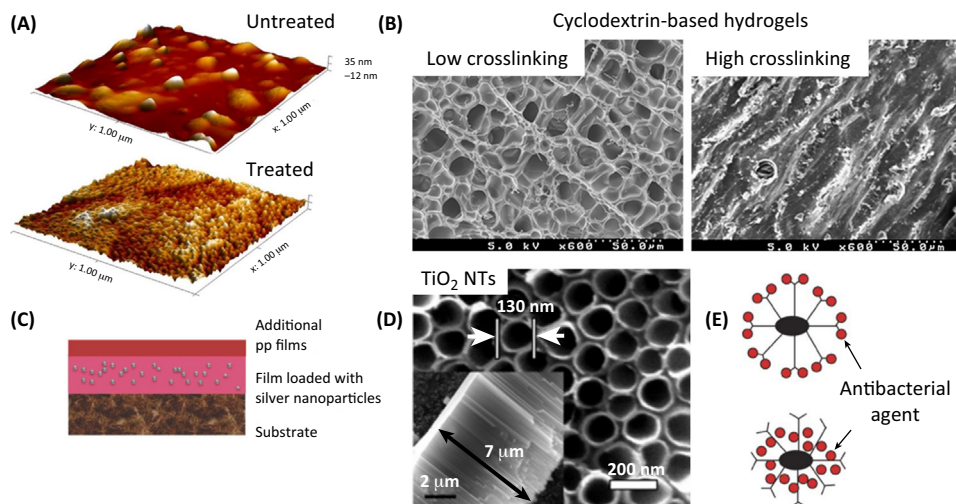 (A)
Untreated
35 nm
–12 nm
y: 1.00 µm
x: 1.00 µm
Treated
y: 1.00 µm
x: 1.00 µm
(B)
Cyclodextrin-based hydrogels
Low crosslinking
High crosslinking
5.0 kV x600 50.0µm
5.0 kV x600 50.0µm
(C)
Additional
pp films
Film loaded with
silver nanoparticles
Substrate
TiO2 NTs
(D)
130 nm
7 µm
2 µm
200 nm
(E)
Antibacterial
agent